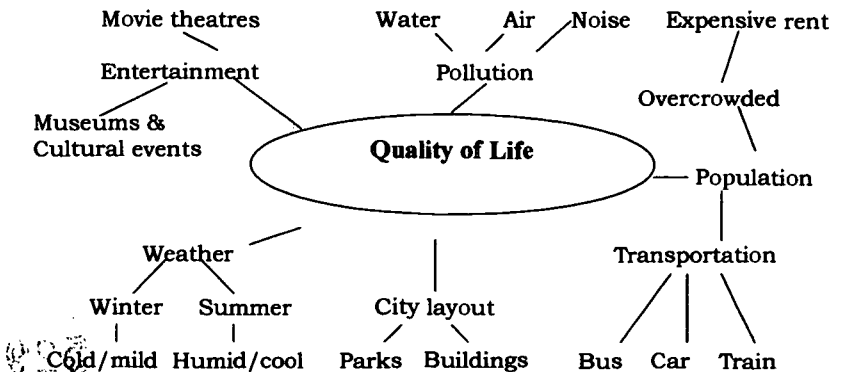 Movie theatres Water Air Noise Expensive rent
Entertainment Pollution
Overcrowded
Museums &
Cultural events
Quality of Life
Population
Weather Transportation
Winter Summer City layout
Cold/mild Humid/cool Parks Buildings Bus Car Train